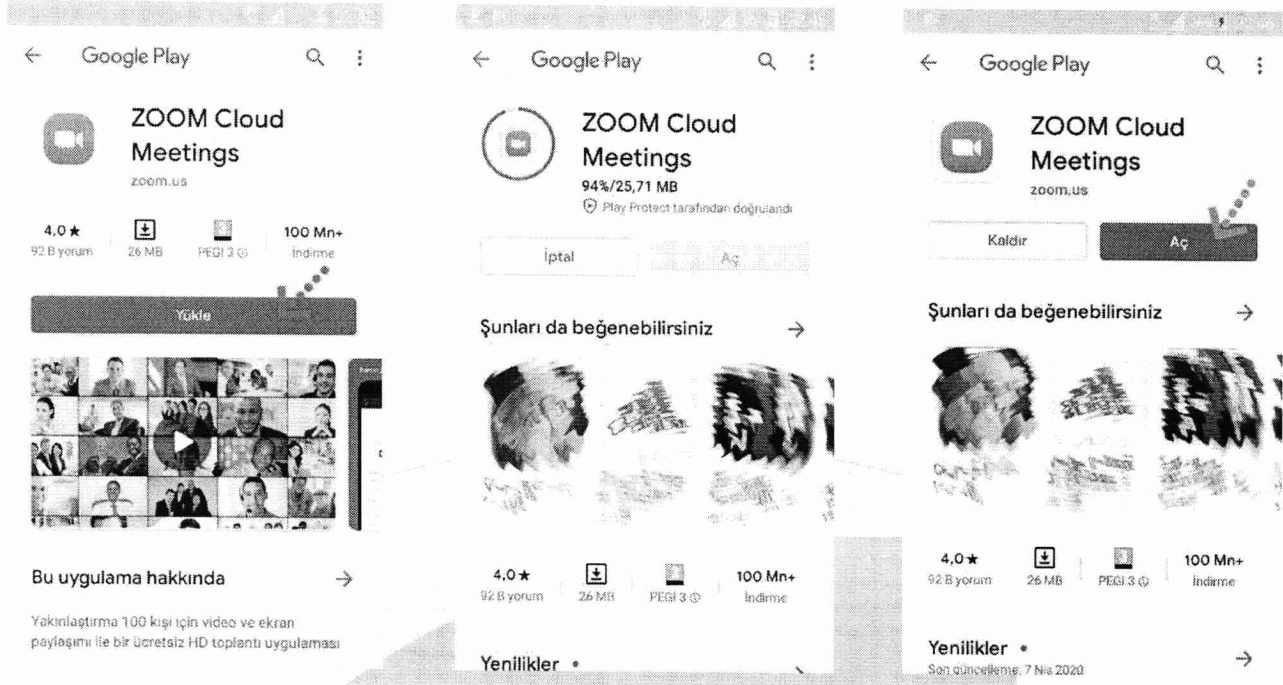 Google Play
ZOOM Cloud
Meetings
zoom.us
4,0★
92 B yorum
26 MB
3
PEGI 3
100 Mn+
İndirme
Yükle
Bu uygulama hakkında
Yakınlaştırma 100 kişi için video ve ekran
paylaşımı ile bir ücretsiz HD toplantı uygulaması
Google Play
ZOOM Cloud
Meetings
94%/25,71 MB
Play Protect tarafından doğrulandı
İptal
Aç
Şunları da beğenebilirsiniz
4,0★
92 B yorum
26 MB
PEGI 3
100 Mn+
İndirme
Yenilikler
Google Play
ZOOM Cloud
Meetings
zoom.us
Kaldır
Aç
Şunları da beğenebilirsiniz
4,0★
92 B yorum
26 MB
PEGI 3
100 Mn+
İndirme
Yenilikler
Son güncelleme: 7 Nis 2020